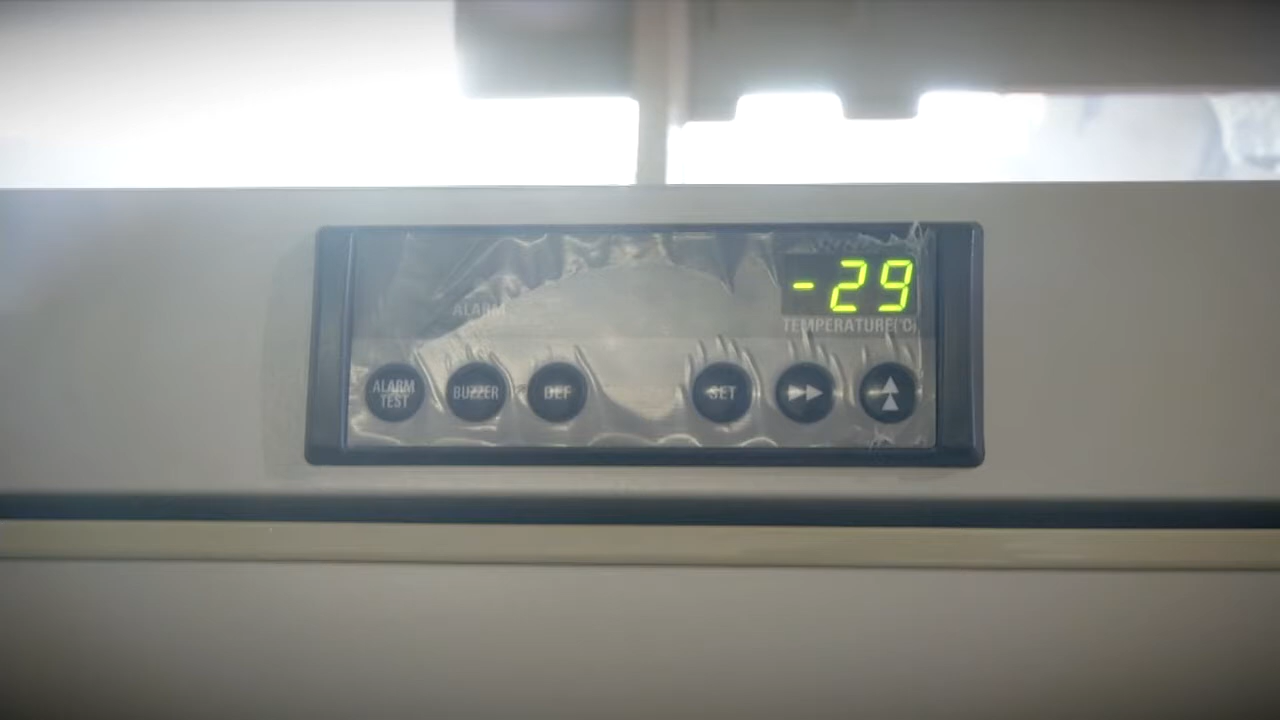 -29
ALARM
TEMPERATURE(°C)
ALARM
TEST
BUZZER
DEF
SET